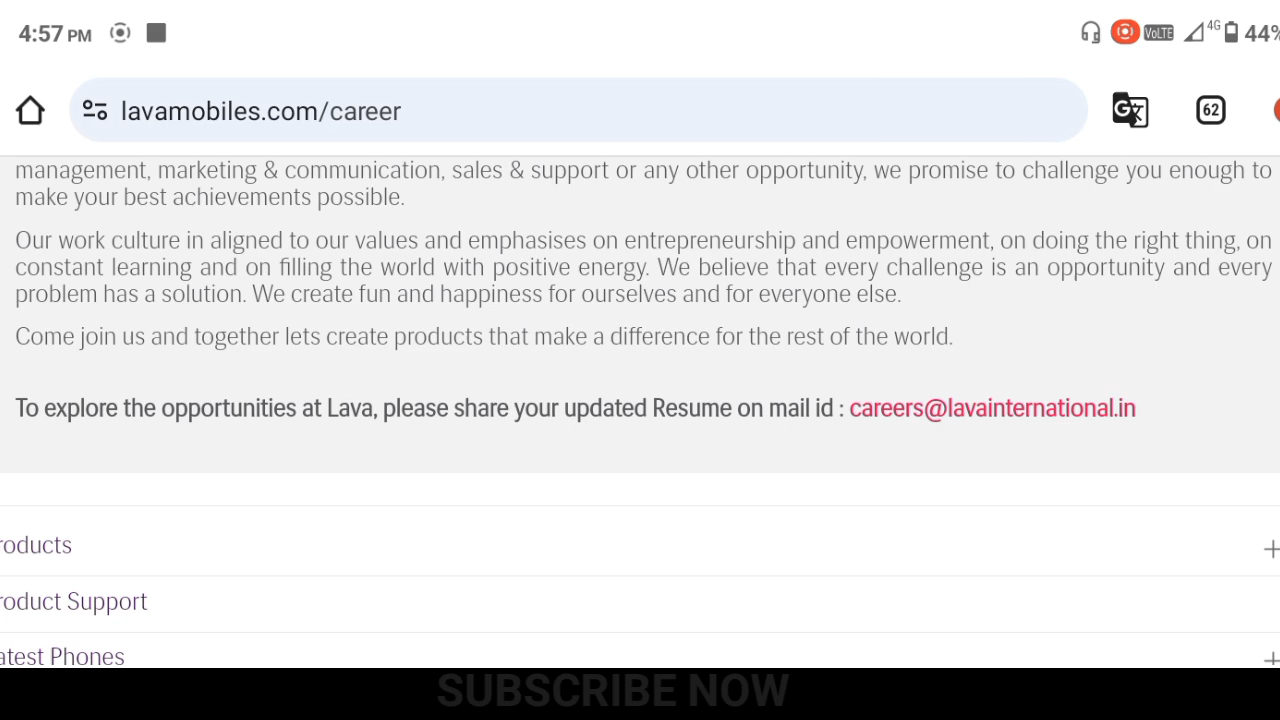 4:57 PM VoLTE 4G 44%
lavamobiles.com/career 62
management, marketing & communication, sales & support or any other opportunity, we promise to challenge you enough to
make your best achievements possible.
Our work culture in aligned to our values and emphasises on entrepreneurship and empowerment, on doing the right thing, on
constant learning and on filling the world with positive energy. We believe that every challenge is an opportunity and every
problem has a solution. We create fun and happiness for ourselves and for everyone else.
Come join us and together lets create products that make a difference for the rest of the world.
To explore the opportunities at Lava, please share your updated Resume on mail id : careers@lavainternational.in
roducts
roduct Support
atest Phones
SUBSCRIBE NOW